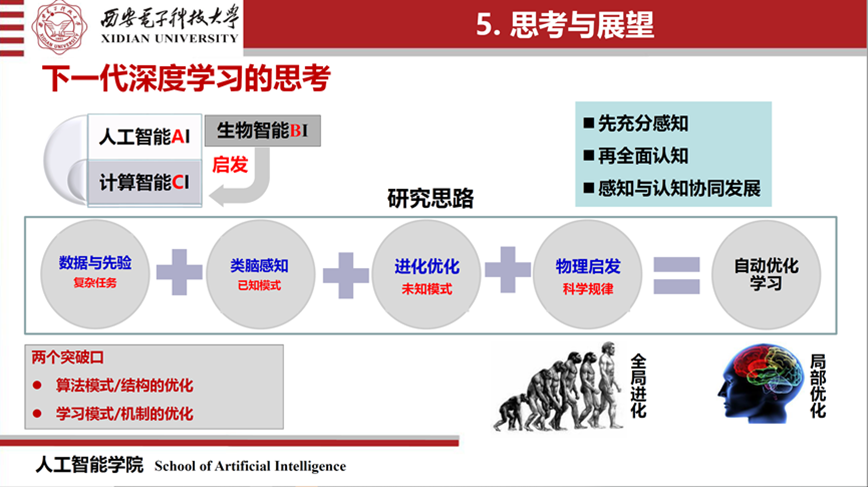 西安电子科技大学
XIDIAN UNIVERSITY
5. 思考与展望
下一代深度学习的思考
人工智能AI
生物智能BI
启发
计算智能CI
■先充分感知
■再全面认知
■感知与认知协同发展
研究思路
数据与先验
复杂任务
类脑感知
已知模式
进化优化
未知模式
物理启发
科学规律
自动优化
学习
两个突破口
● 算法模式/结构的优化
● 学习模式/机制的优化
全局进化
局部优化
人工智能学院 School of Artificial Intelligence